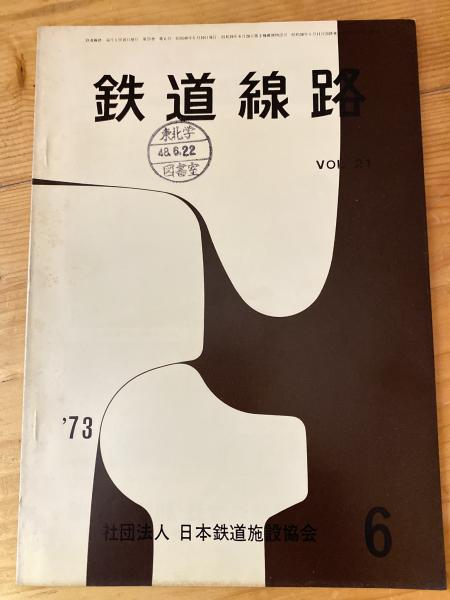 鉄道線路
東北学
48.6.22
図書室
VOL. 21
'73
社団法人 日本鉄道施設協会
6